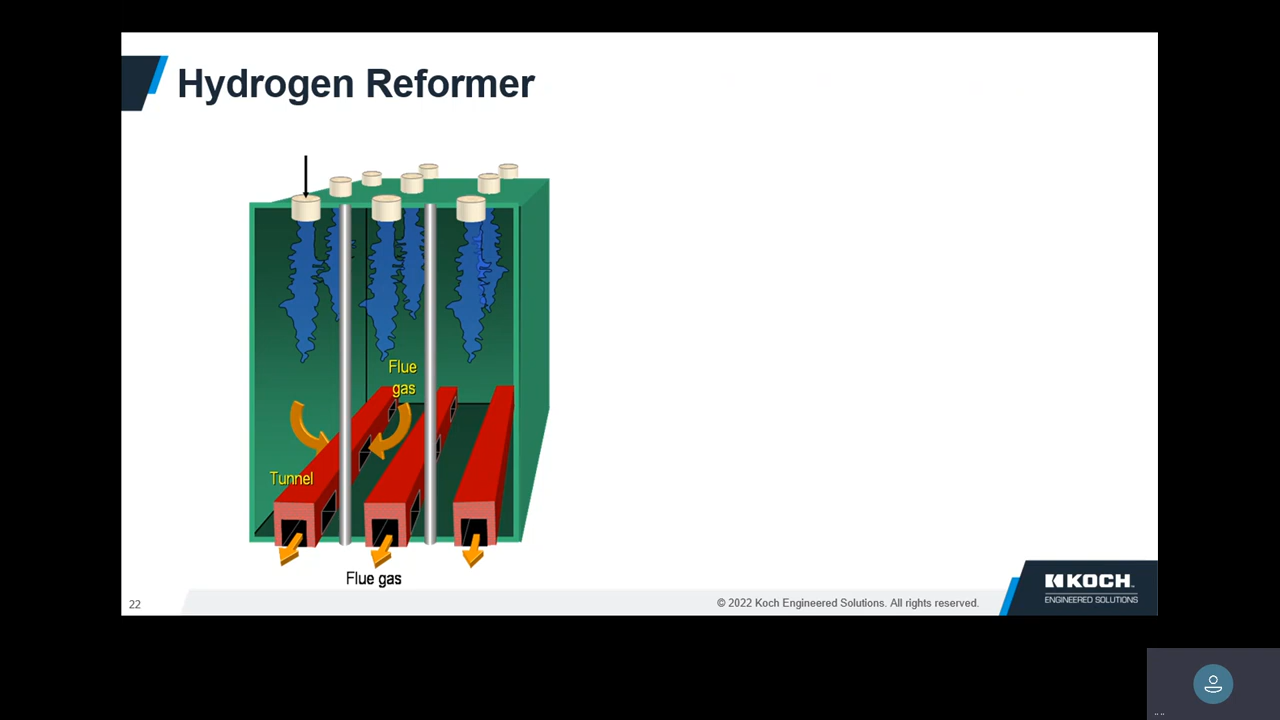 Hydrogen Reformer
Flue
gas
Tunnel
Flue gas
22
© 2022 Koch Engineered Solutions. All rights reserved.
KOCH
ENGINEERED SOLUTIONS